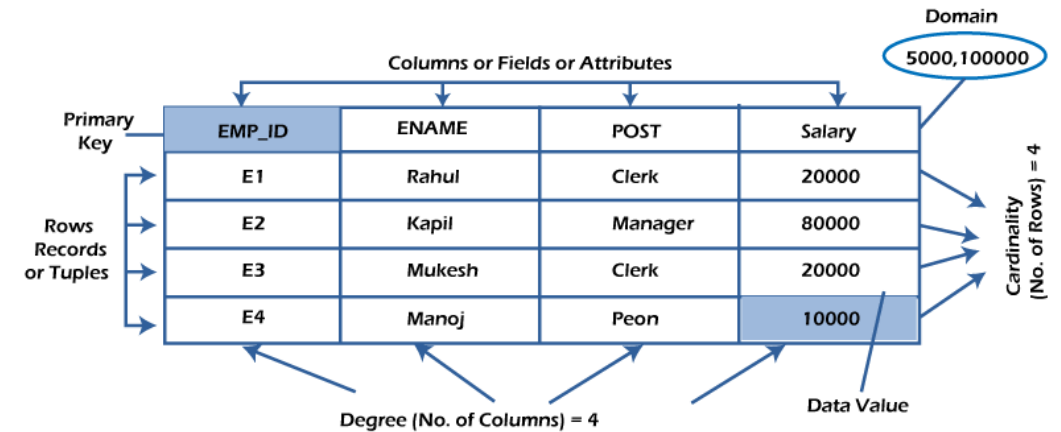 Domain
5000,100000
Columns or Fields or Attributes
Primary
Key
EMP_ID ENAME POST Salary
E1 Rahul Clerk 20000
E2 Kapil Manager 80000
E3 Mukesh Clerk 20000
E4 Manoj Peon 10000
Rows
Records
or Tuples
Cardinality
(No. of Rows) = 4
Degree (No. of Columns) = 4
Data Value